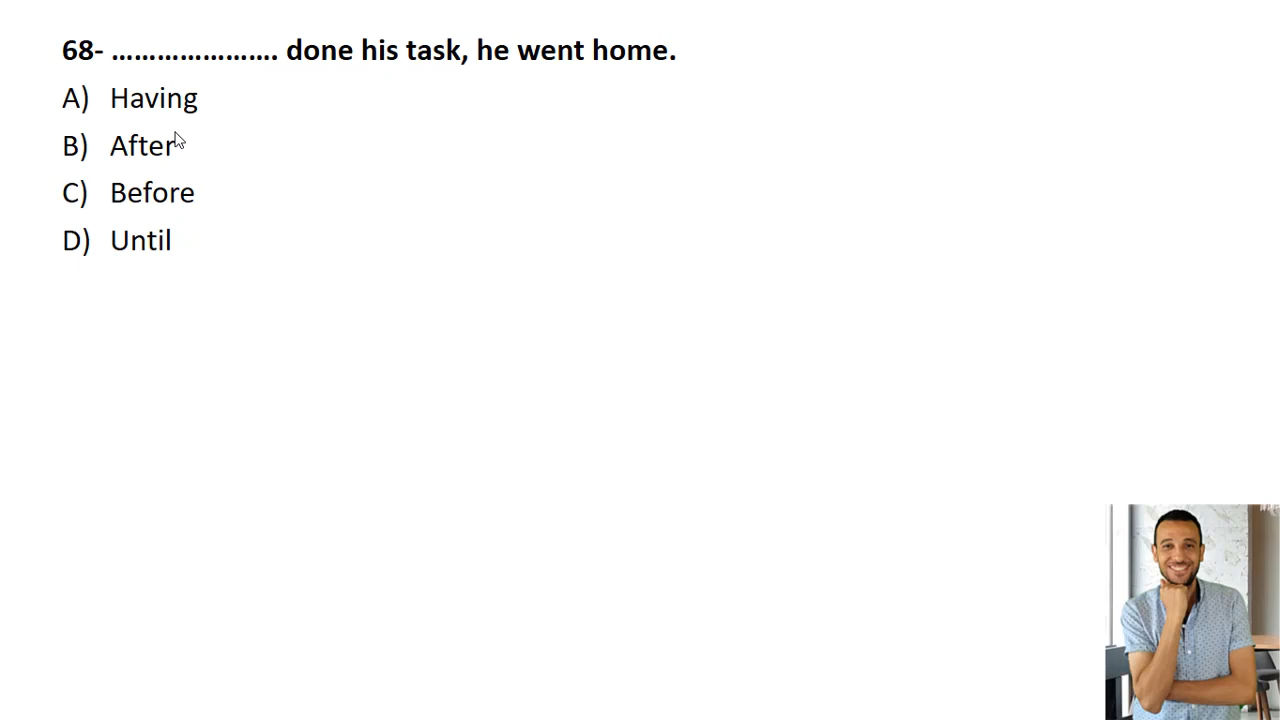 68- …………………. done his task, he went home.
A) Having
B) After
C) Before
D) Until